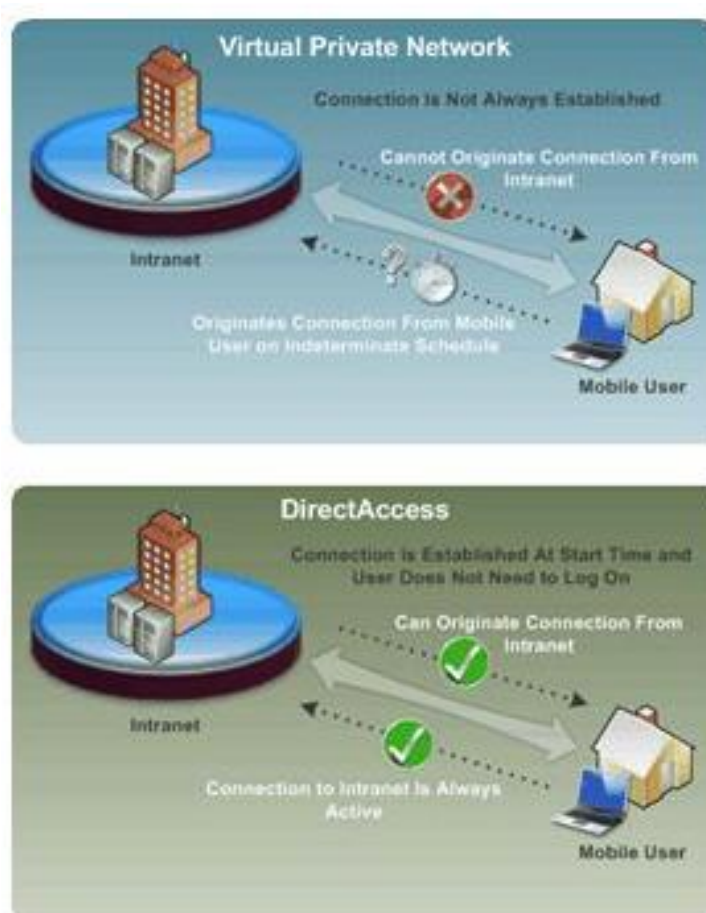 Virtual Private Network
Connection Is Not Always Established
Cannot Originate Connection From
Intranet
Intranet
Originates Connection From Mobile
User on Indeterminate Schedule
Mobile User
DirectAccess
Connection Is Established At Start Time and
User Does Not Need to Log On
Can Originate Connection From
Intranet
Intranet
Connection to Intranet Is Always
Active
Mobile User